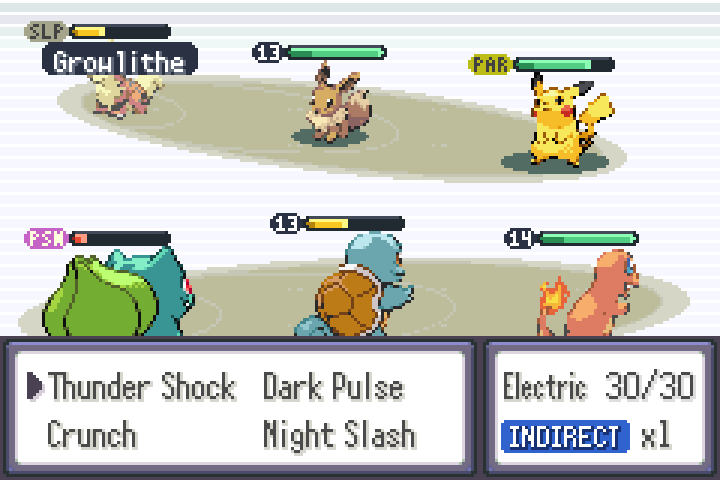 SLP
Growlithe
13
PAR
PSN
13
14
Thunder Shock Dark Pulse
Crunch Night Slash
Electric 30/30
INDIRECT x1